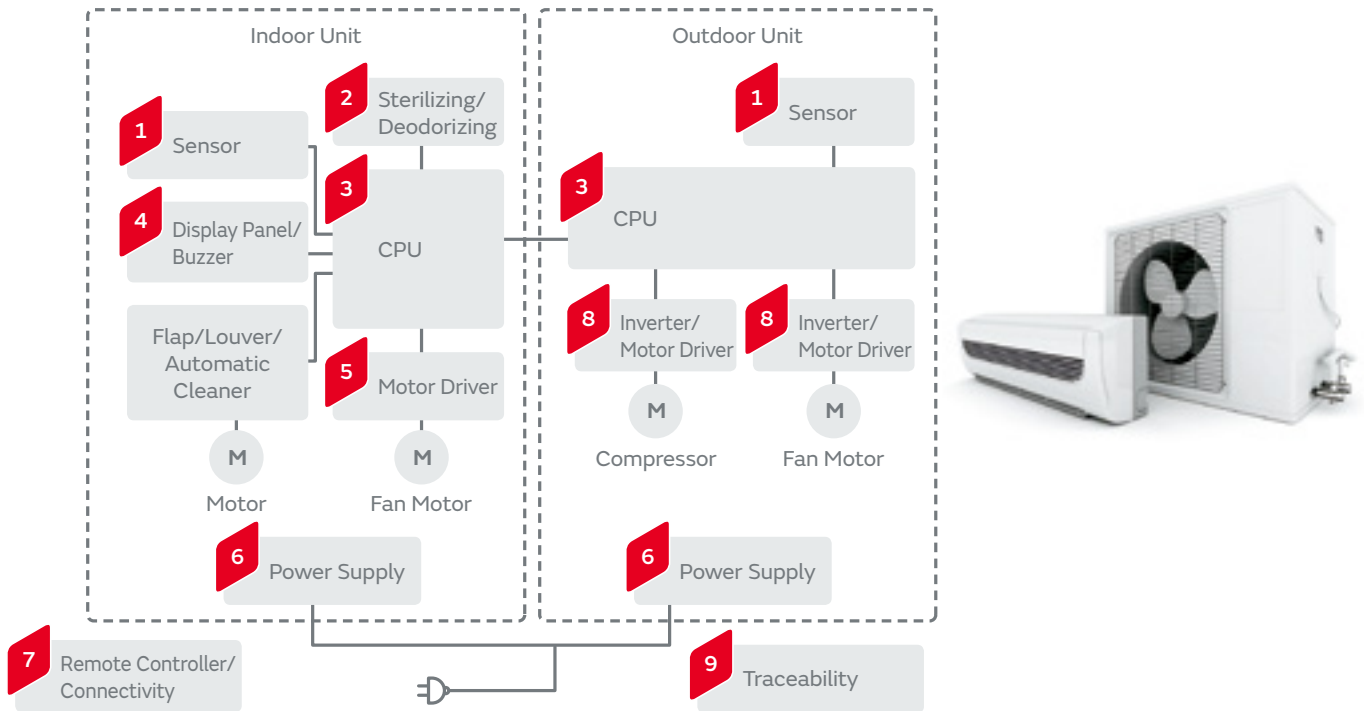 Indoor Unit
1
Sensor
2
Sterilizing/
Deodorizing
3
CPU
4
Display Panel/
Buzzer
Flap/Louver/
Automatic
Cleaner
5
Motor Driver
M
Motor
M
Fan Motor
6
Power Supply
Outdoor Unit
1
Sensor
3
CPU
8
Inverter/
Motor Driver
8
Inverter/
Motor Driver
M
Compressor
M
Fan Motor
6
Power Supply
7
Remote Controller/
Connectivity
9
Traceability